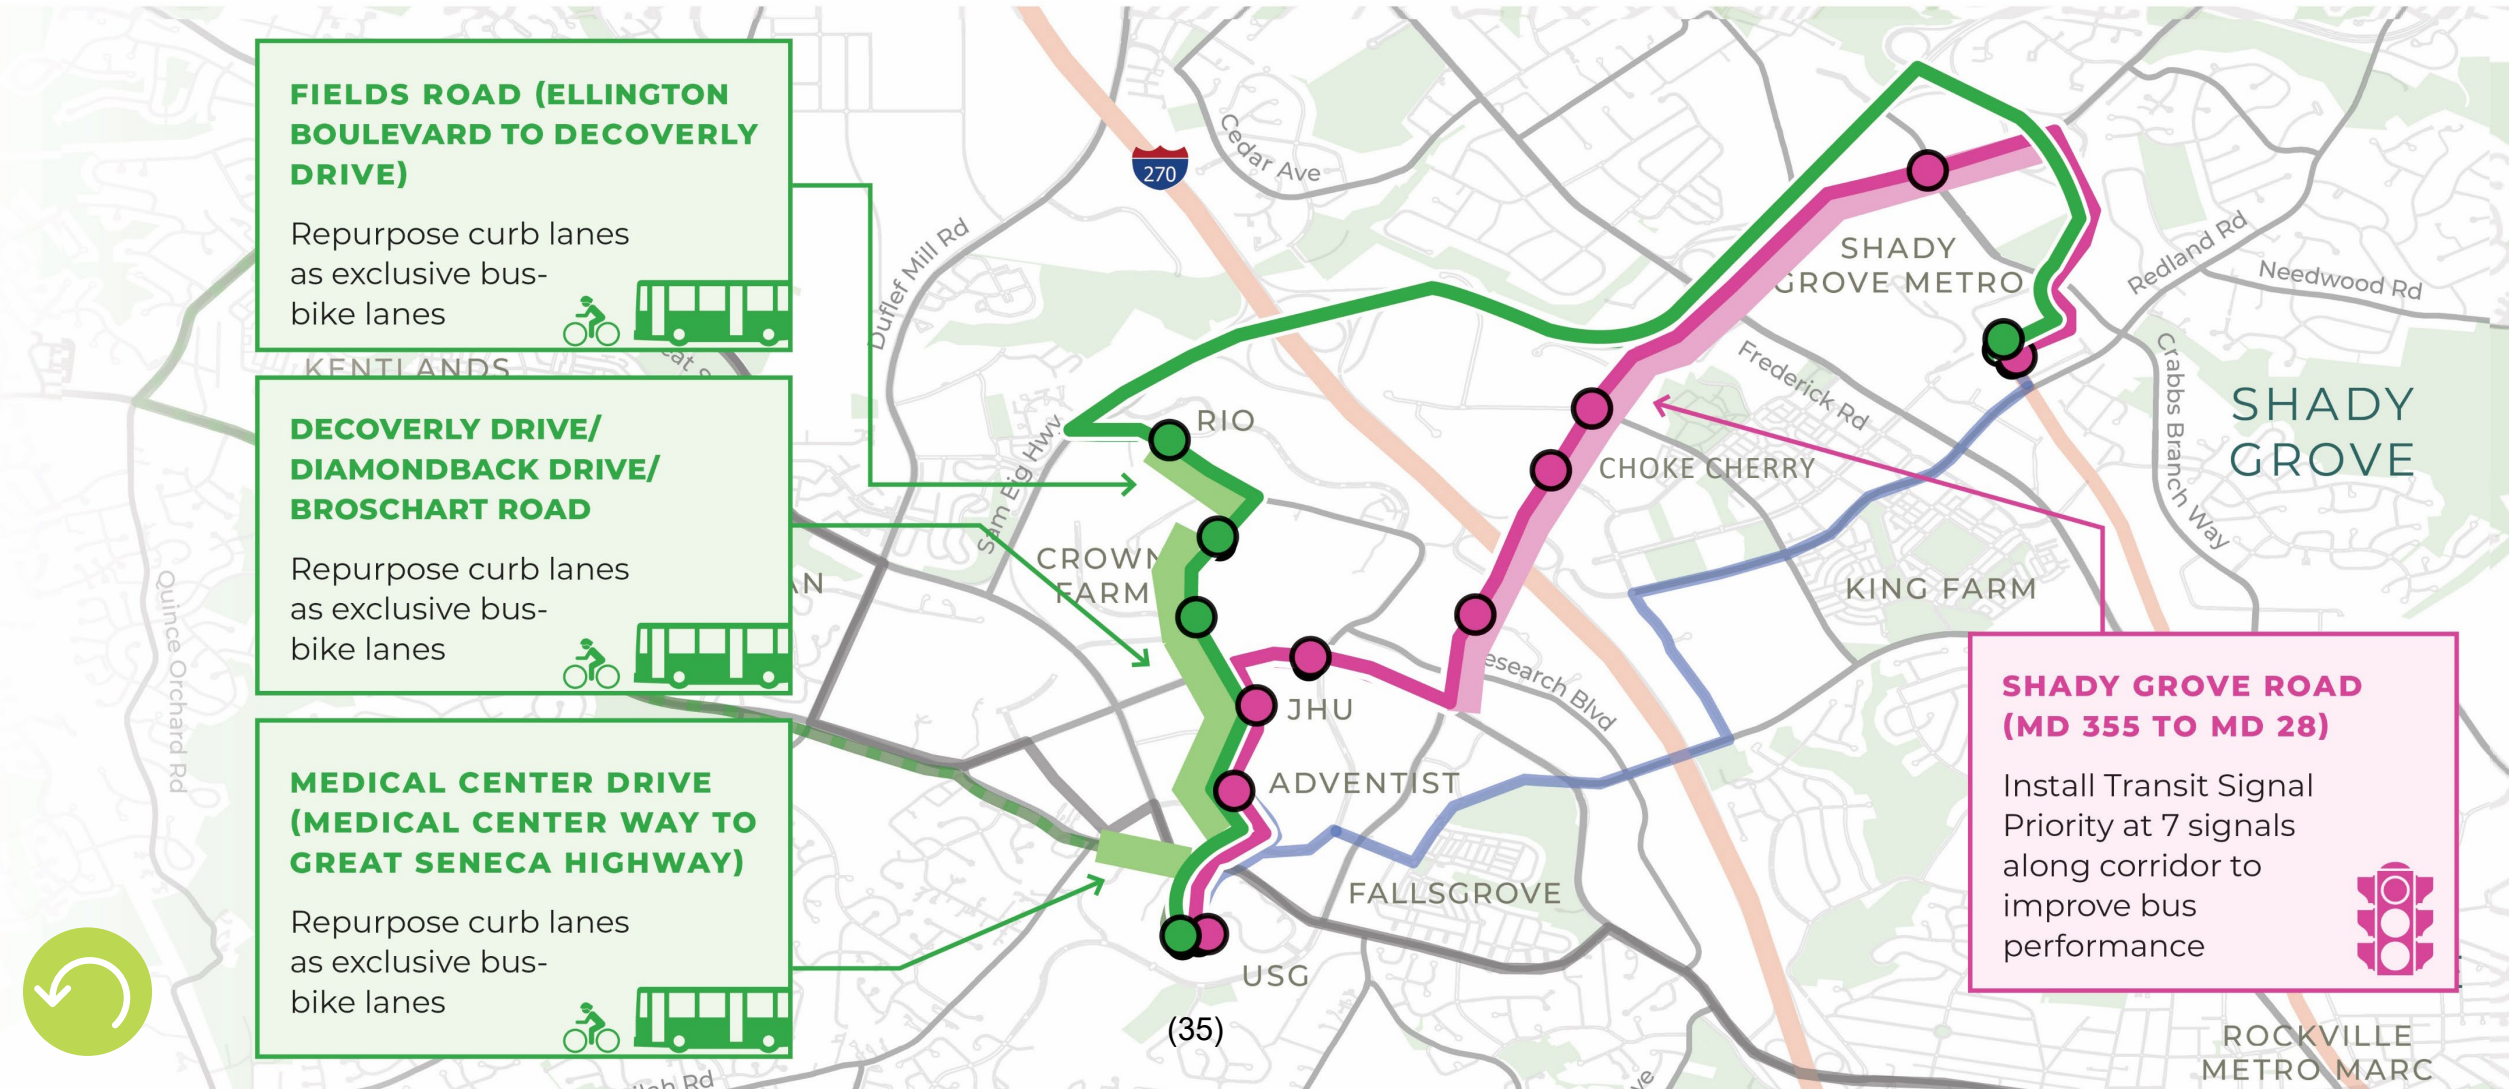 FIELDS ROAD (ELLINGTON
BOULEVARD TO DECOVERLY
DRIVE)
Repurpose curb lanes
as exclusive bus-
bike lanes
KENTLANDS
DECOVERLY DRIVE/
DIAMONDBACK DRIVE/
BROSCHART ROAD
Repurpose curb lanes
as exclusive bus-
bike lanes
MEDICAL CENTER DRIVE
(MEDICAL CENTER WAY TO
GREAT SENECA HIGHWAY)
Repurpose curb lanes
as exclusive bus-
bike lanes
Quince Orchard Rd
Duflef Mill Rd
Sam Eig Hwy
Cedar Ave
270
RIO
CROWN
FARM
JHU
ADVENTIST
FALLSGROVE
USG
(35)
Research Blvd
CHOKE CHERRY
Frederick Rd
SHADY
GROVE METRO
KING FARM
Redland Rd
Needwood Rd
Crabbs Branch Way
SHADY
GROVE
SHADY GROVE ROAD
(MD 355 TO MD 28)
Install Transit Signal
Priority at 7 signals
along corridor to
improve bus
performance
ROCKVILLE
METRO MARC